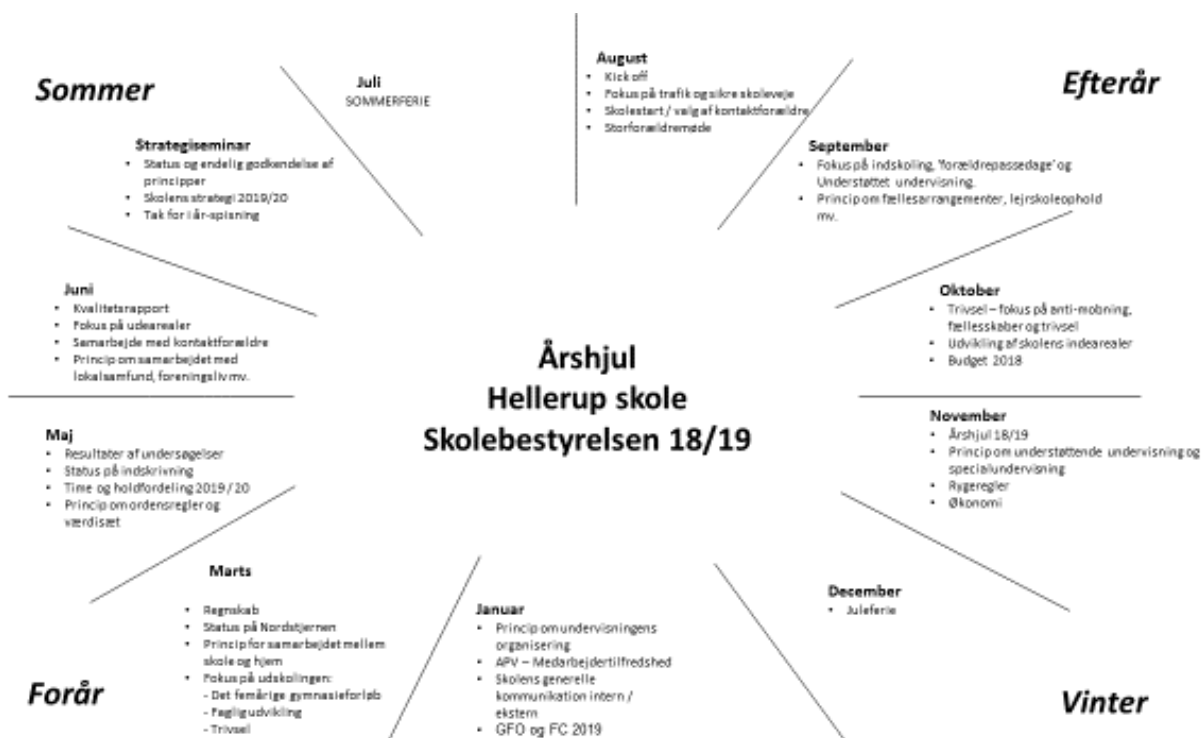 Sommer
Juli
SOMMERFERIE
August
• Kick off
• Fokus på trafik og sikre skoleveje
• Skolestart / valg af kontaktforældre
• Storforældremøde
Efterår
Strategiseminar
• Status og endelig godkendelse af
principper
• Skolens strategi 2019/20
• Tak for i år-spisning
September
• Fokus på indskoling, 'forældrepassedage' og
Understøttet undervisning.
• Princip om fællesarrangementer, lejrskoleophold
mv.
Juni
• Kvalitetsrapport
• Fokus på udearealer
• Samarbejde med kontaktforældre
• Princip om samarbejdet med
lokalsamfund, foreningsliv mv.
Oktober
• Trivsel – fokus på anti-mobning,
fællesskaber og trivsel
• Udvikling af skolens indearealer
• Budget 2018
Årshjul
Hellerup skole
Skolebestyrelsen 18/19
Maj
• Resultater af undersøgelser
• Status på indskrivning
• Time og holdfordeling 2019 / 20
• Princip om ordensregler og
værdisæt
November
• Årshjul 18/19
• Princip om understøttende undervisning og
specialundervisning
• Rygeregler
• Økonomi
Marts
• Regnskab
• Status på Nordstjernen
• Princip for samarbejdet mellem
skole og hjem
• Fokus på udskolingen:
- Det femårige gymnasieforløb
- Faglig udvikling
- Trivsel
Januar
• Princip om undervisningens
organisering
• APV – Medarbejdertilfredshed
• Skolens generelle
kommunikation intern /
ekstern
• GFO og FC 2019
December
• Juleferie
Forår
Vinter